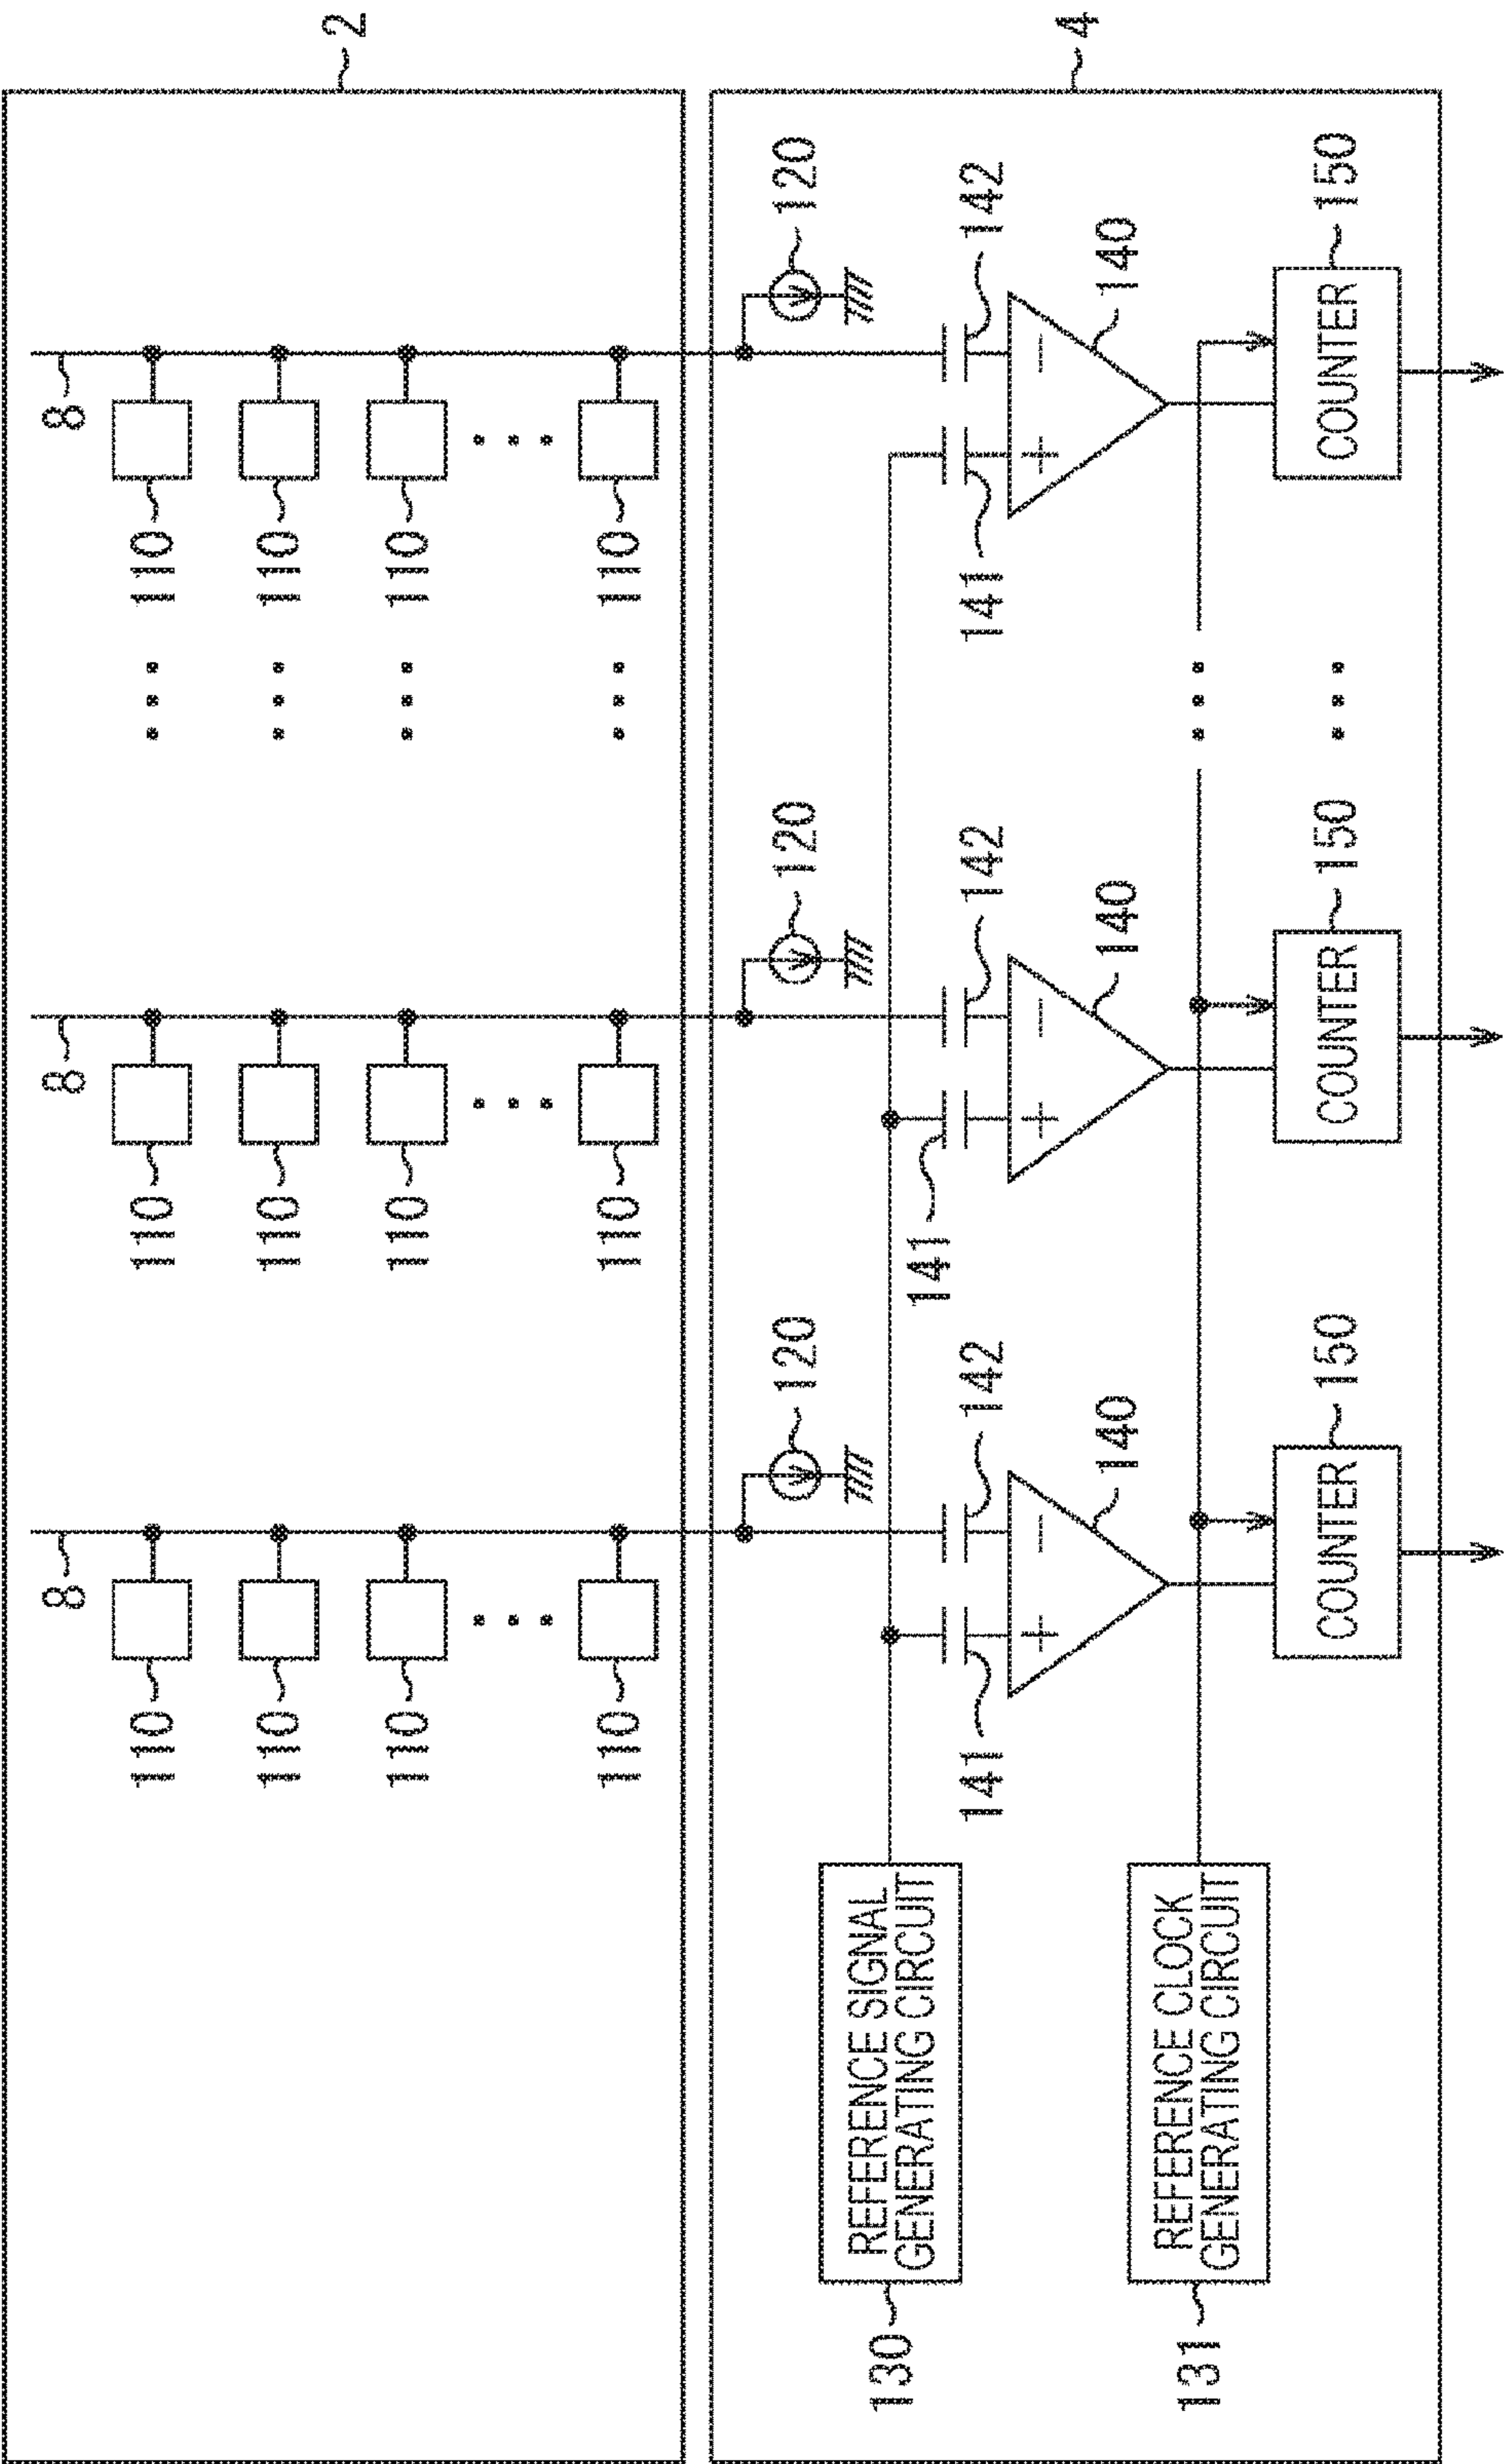 8 8 8
110 110 110
110 110 110
2
110 110 110
110 110 110
120 120 120
130
REFERENCE SIGNAL
GENERATING CIRCUIT
141
141 142 142 141 142
+ − + − + −
4
140 140 140
131
REFERENCE CLOCK
GENERATING CIRCUIT
COUNTER 150 COUNTER 150 COUNTER 150